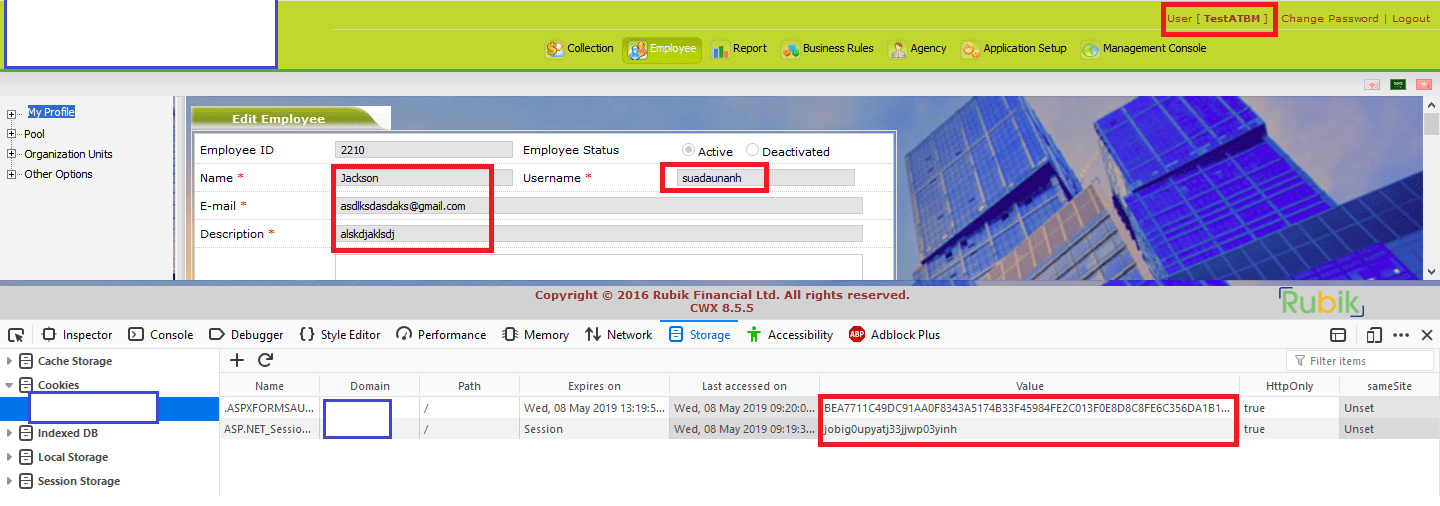 User [ TestATBM ] Change Password | Logout
Collection Employee Report Business Rules Agency Application Setup Management Console
My Profile
Pool
Organization Units
Other Options
Edit Employee
Employee ID 2210 Employee Status Active Deactivated
Name * Jackson Username * suadaunanh
E-mail * asdlksdasdaks@gmail.com
Description * alskdjaklsdj
Copyright © 2016 Rubik Financial Ltd. All rights reserved.
CWX 8.5.5
Rubik
Inspector Console Debugger {} Style Editor Performance Memory Network Storage Accessibility ABP Adblock Plus
Cache Storage
Cookies
Indexed DB
Local Storage
Session Storage
Filter items
Name Domain Path Expires on Last accessed on Value HttpOnly sameSite
.ASPXFORMSAU... / Wed, 08 May 2019 13:19:5... Wed, 08 May 2019 09:20:0... BEA7711C49DC91AA0F8343A5174B33F45984FE2C013F0E8D8C8FE6C356DA1B1... true Unset
ASP.NET_Sessio... / Session Wed, 08 May 2019 09:19:3... jobig0upyatj33jjwp03yinh true Unset